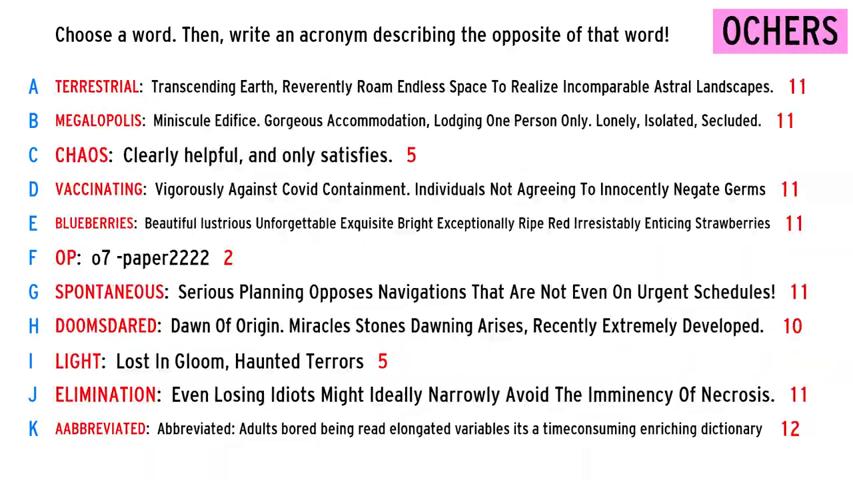 Choose a word. Then, write an acronym describing the opposite of that word!
OCHERS
A TERRESTRIAL: Transcending Earth, Reverently Roam Endless Space To Realize Incomparable Astral Landscapes. 11
B MEGALOPOLIS: Miniscule Edifice. Gorgeous Accommodation, Lodging One Person Only. Lonely, Isolated, Secluded. 11
C CHAOS: Clearly helpful, and only satisfies. 5
D VACCINATING: Vigorously Against Covid Containment. Individuals Not Agreeing To Innocently Negate Germs 11
E BLUEBERRIES: Beautiful lustrious Unforgettable Exquisite Bright Exceptionally Ripe Red Irresistably Enticing Strawberries 11
F OP: o7 -paper2222 2
G SPONTANEOUS: Serious Planning Opposes Navigations That Are Not Even On Urgent Schedules! 11
H DOOMSDARED: Dawn Of Origin. Miracles Stones Dawning Arises, Recently Extremely Developed. 10
I LIGHT: Lost In Gloom, Haunted Terrors 5
J ELIMINATION: Even Losing Idiots Might Ideally Narrowly Avoid The Imminency Of Necrosis. 11
K AABBREVIATED: Abbreviated: Adults bored being read elongated variables its a timeconsuming enriching dictionary 12